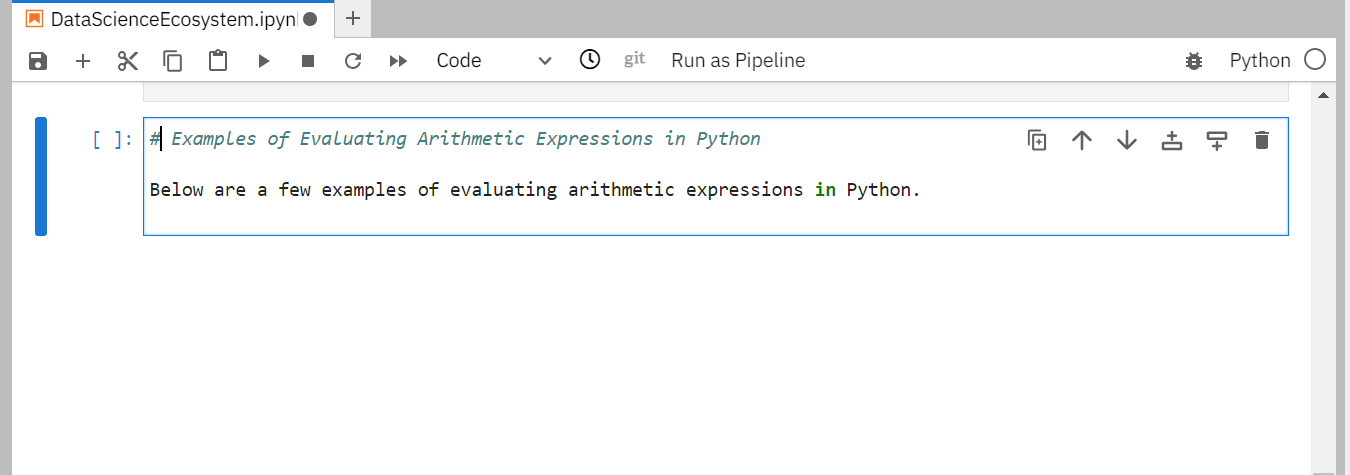 DataScienceEcosystem.ipyn
Code git Run as Pipeline Python
[ ]: # Examples of Evaluating Arithmetic Expressions in Python
Below are a few examples of evaluating arithmetic expressions in Python.